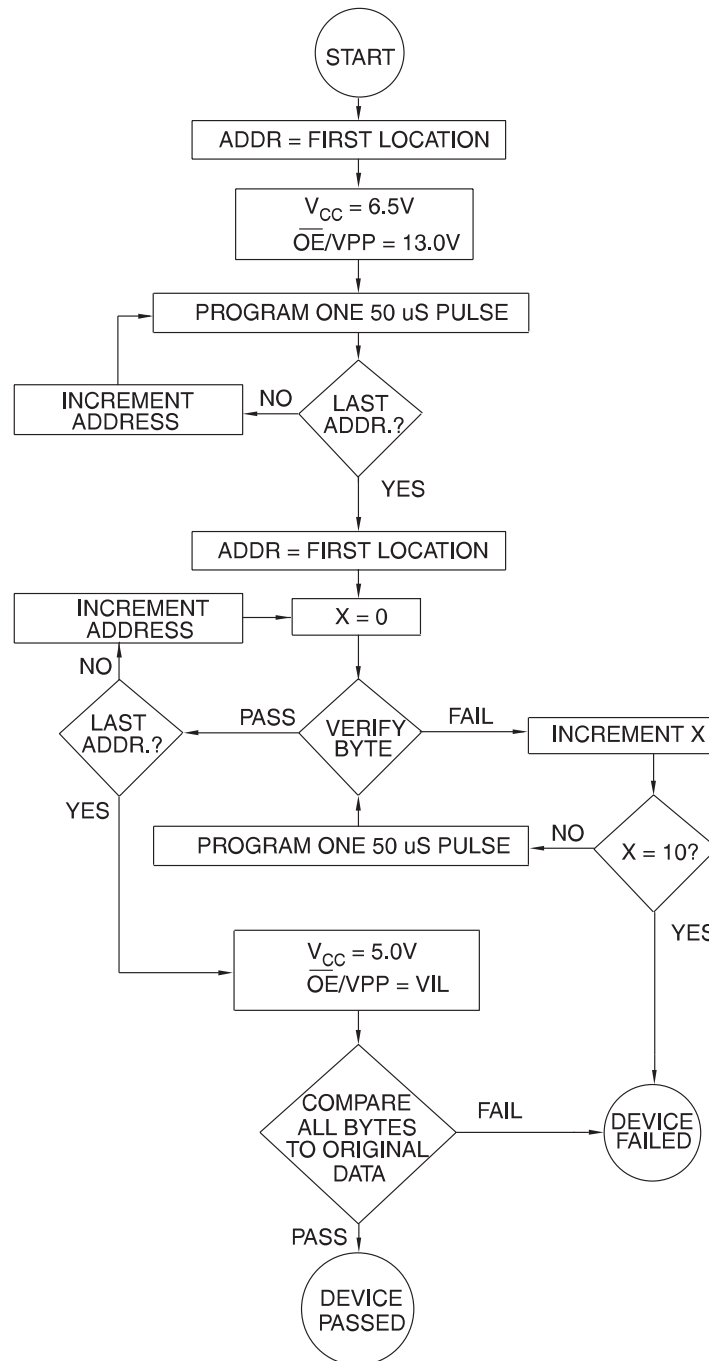 START
ADDR = FIRST LOCATION
VCC = 6.5V
OE/VPP = 13.0V
PROGRAM ONE 50 uS PULSE
INCREMENT
ADDRESS
NO
LAST
ADDR.?
YES
ADDR = FIRST LOCATION
INCREMENT
ADDRESS
X = 0
NO
LAST
ADDR.?
PASS
VERIFY
BYTE
FAIL
INCREMENT X
YES
PROGRAM ONE 50 uS PULSE
NO
X = 10?
YES
VCC = 5.0V
OE/VPP = VIL
COMPARE
ALL BYTES
TO ORIGINAL
DATA
FAIL
DEVICE
FAILED
PASS
DEVICE
PASSED